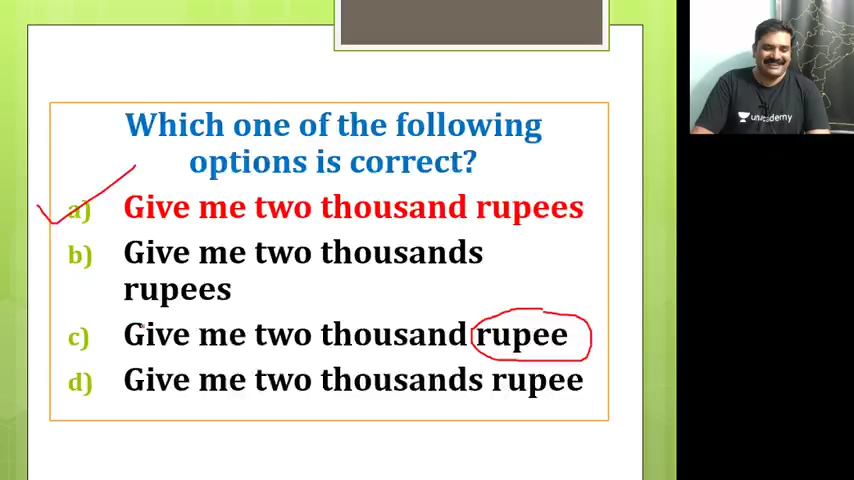 Which one of the following
options is correct?
a) Give me two thousand rupees
b) Give me two thousands
rupees
c) Give me two thousand rupee
d) Give me two thousands rupee
unacademy